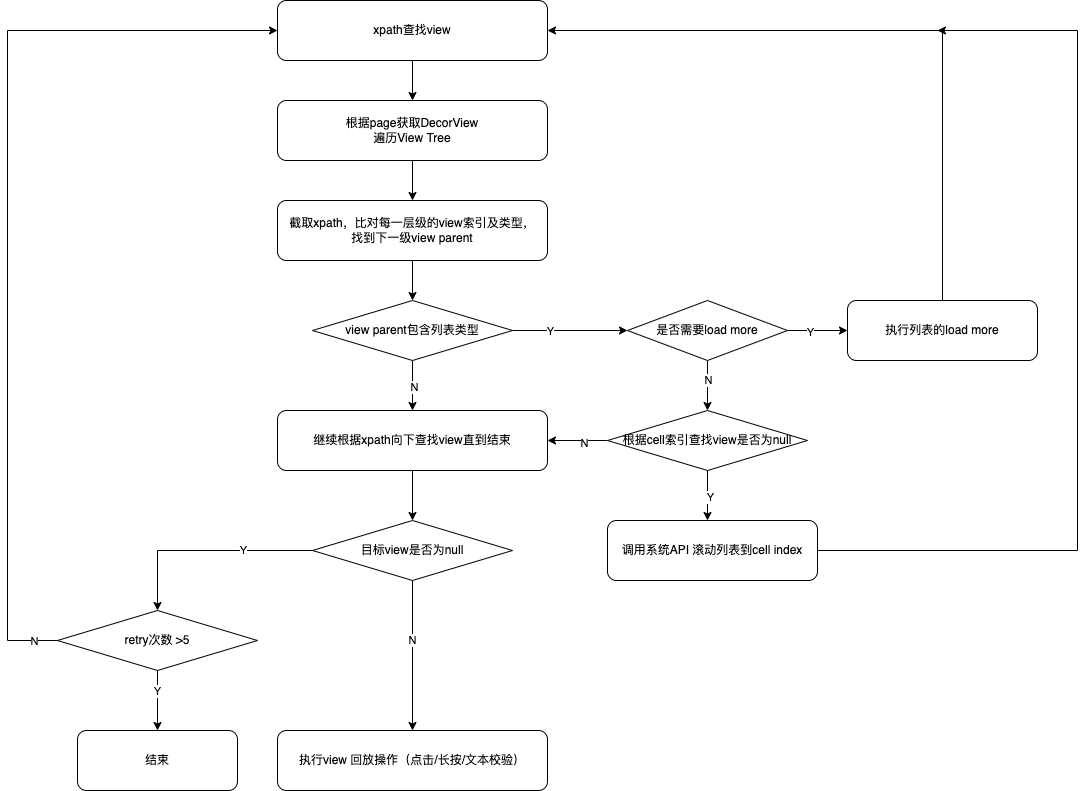 xpath查找view
根据page获取DecorView
遍历View Tree
截取xpath，比对每一层级的view索引及类型，
找到下一级view parent
view parent包含列表类型
Y
是否需要load more
Y
执行列表的load more
N
N
继续根据xpath向下查找view直到结束
N
根据cell索引查找view是否为null
Y
目标view是否为null
Y
调用系统API 滚动列表到cell index
retry次数 >5
N
N
Y
结束
执行view 回放操作（点击/长按/文本校验）